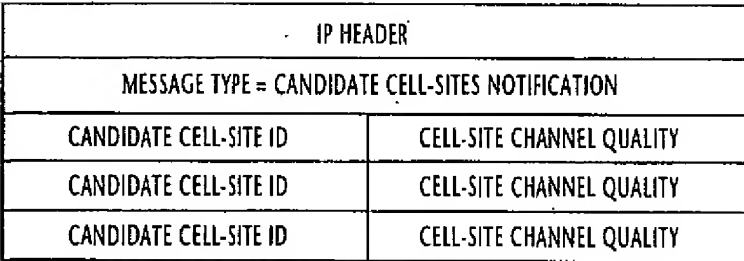 IP HEADER
MESSAGE TYPE = CANDIDATE CELL-SITES NOTIFICATION
CANDIDATE CELL-SITE ID CELL-SITE CHANNEL QUALITY
CANDIDATE CELL-SITE ID CELL-SITE CHANNEL QUALITY
CANDIDATE CELL-SITE ID CELL-SITE CHANNEL QUALITY